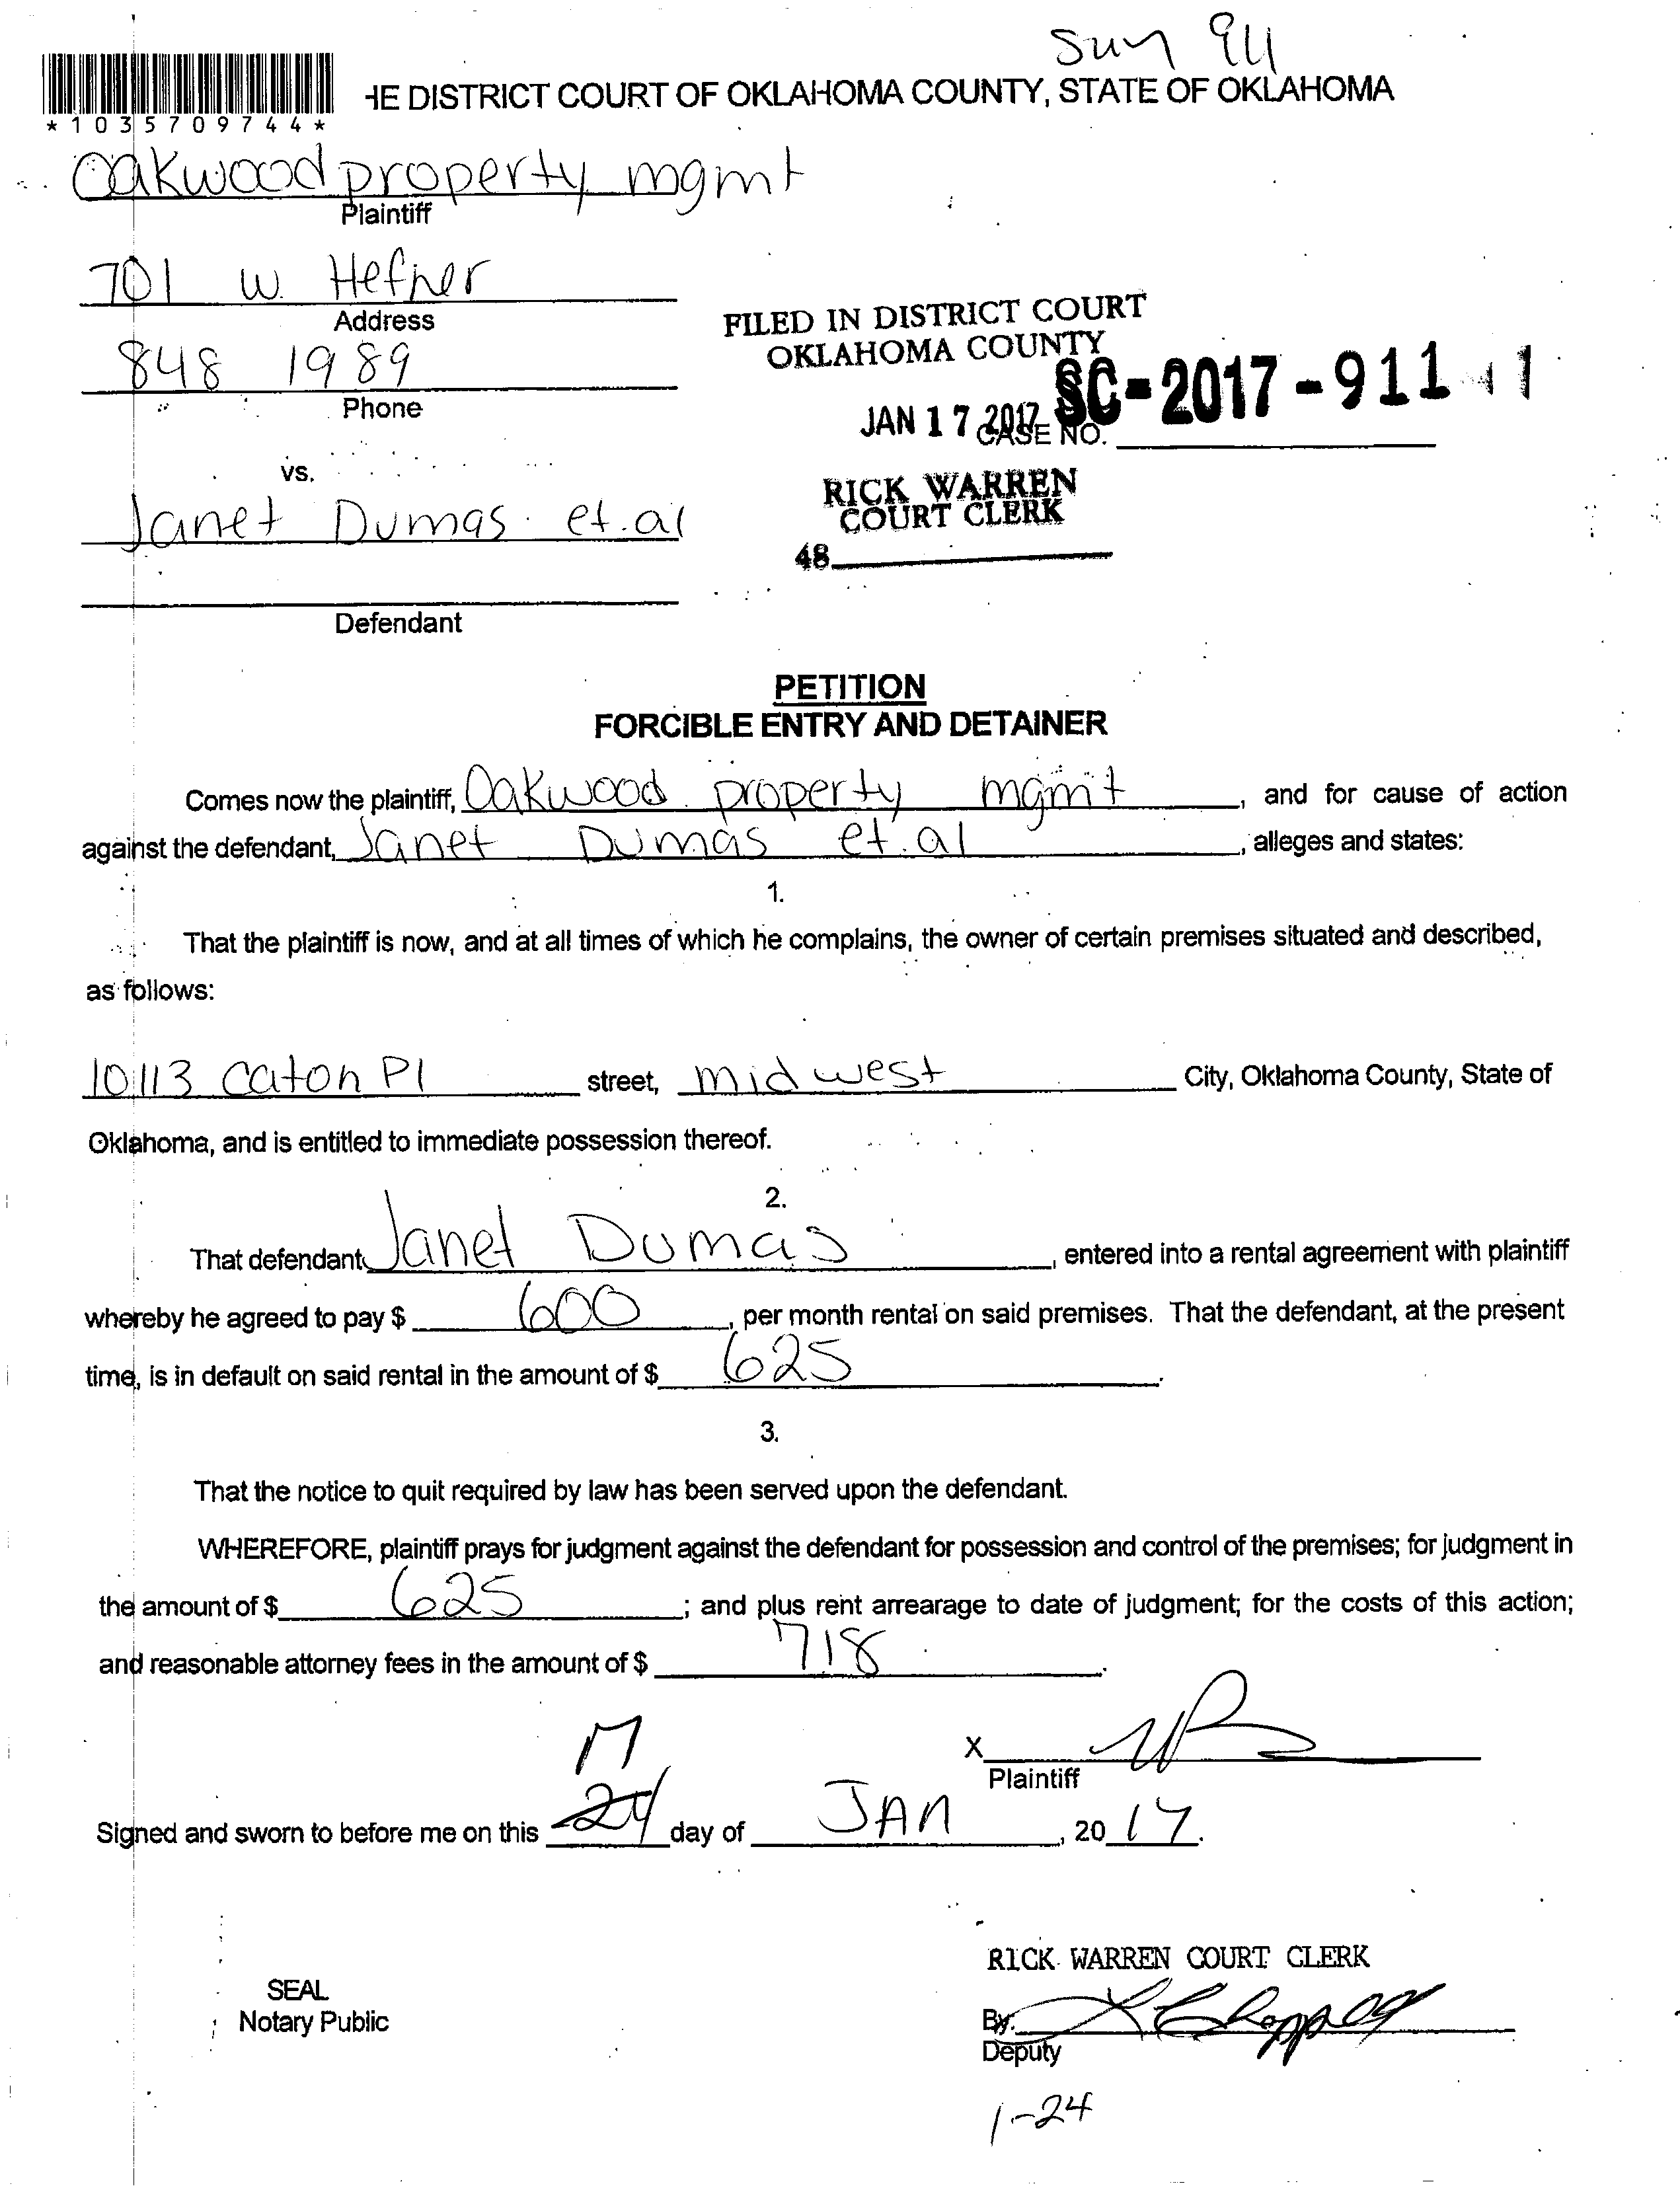 Sum 911
HE DISTRICT COURT OF OKLAHOMA COUNTY, STATE OF OKLAHOMA
*1035709744*
Oakwood property mgmt
Plaintiff
701 W. Hefner
Address
848 1989
Phone
FILED IN DISTRICT COURT
OKLAHOMA COUNTY
JAN 17 2017
SC-2017-911
CASE NO.
RICK WARREN
COURT CLERK
48
vs.
Janet Dumas et.al
Defendant
PETITION
FORCIBLE ENTRY AND DETAINER
Comes now the plaintiff, Oakwood property mgmt, and for cause of action
against the defendant, Janet Dumas et.al, alleges and states:
1.
That the plaintiff is now, and at all times of which he complains, the owner of certain premises situated and described,
as follows:
10113 Caton Pl street, midwest City, Oklahoma County, State of
Oklahoma, and is entitled to immediate possession thereof.
2.
That defendant Janet Dumas, entered into a rental agreement with plaintiff
whereby he agreed to pay $ 600, per month rental on said premises. That the defendant, at the present
time, is in default on said rental in the amount of $ 625.
3.
That the notice to quit required by law has been served upon the defendant.
WHEREFORE, plaintiff prays for judgment against the defendant for possession and control of the premises; for judgment in
the amount of $ 625; and plus rent arrearage to date of judgment; for the costs of this action;
and reasonable attorney fees in the amount of $ 718.
X
Plaintiff
17
Signed and sworn to before me on this 24 day of JAN, 20 17.
SEAL
Notary Public
RICK WARREN COURT CLERK
By:
Deputy
1-24